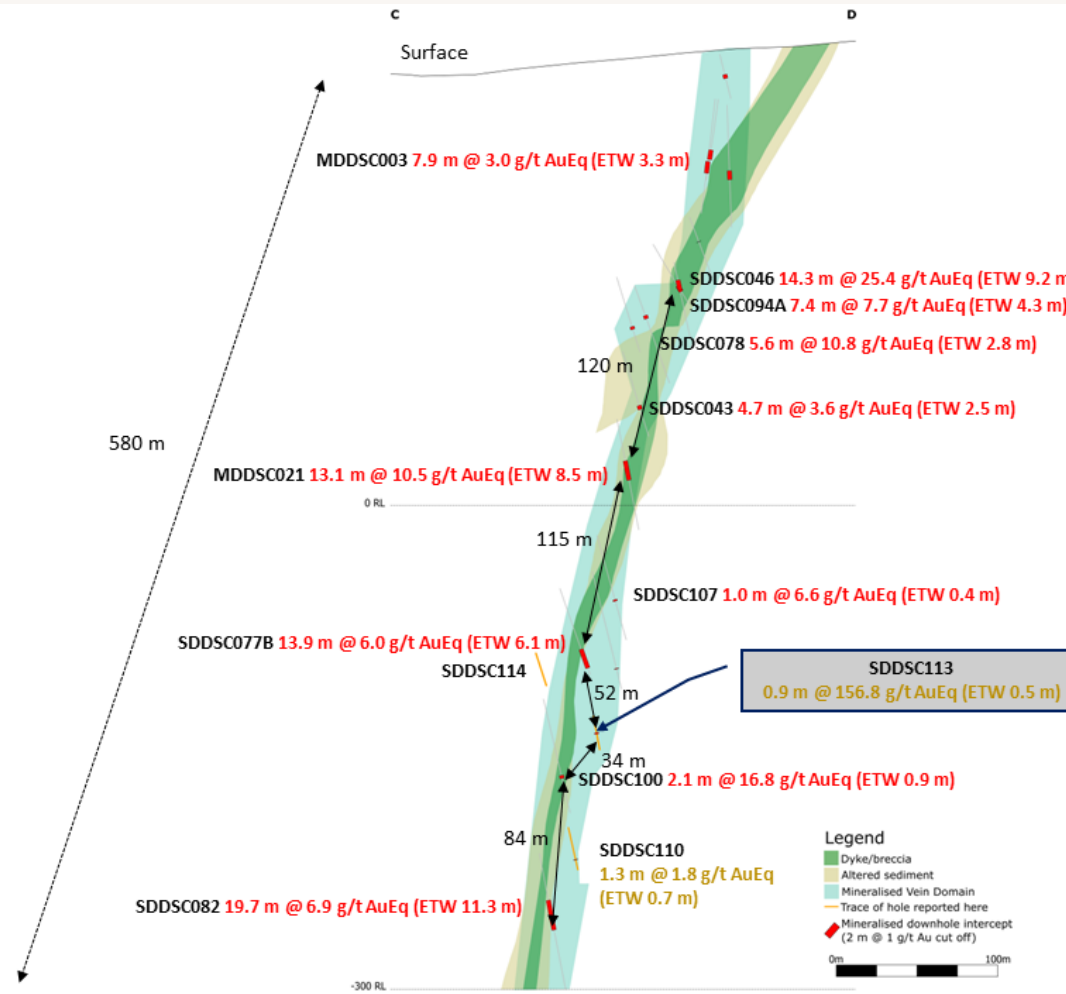 C
D
Surface
MDDSC003 7.9 m @ 3.0 g/t AuEq (ETW 3.3 m)
SDDSC046 14.3 m @ 25.4 g/t AuEq (ETW 9.2 m
SDDSC094A 7.4 m @ 7.7 g/t AuEq (ETW 4.3 m)
SDDSC078 5.6 m @ 10.8 g/t AuEq (ETW 2.8 m)
120 m
SDDSC043 4.7 m @ 3.6 g/t AuEq (ETW 2.5 m)
580 m
MDDSC021 13.1 m @ 10.5 g/t AuEq (ETW 8.5 m)
0 RL
115 m
SDDSC107 1.0 m @ 6.6 g/t AuEq (ETW 0.4 m)
SDDSC077B 13.9 m @ 6.0 g/t AuEq (ETW 6.1 m)
SDDSC114
SDDSC113
0.9 m @ 156.8 g/t AuEq (ETW 0.5 m)
52 m
34 m
SDDSC100 2.1 m @ 16.8 g/t AuEq (ETW 0.9 m)
84 m
SDDSC110
1.3 m @ 1.8 g/t AuEq
(ETW 0.7 m)
SDDSC082 19.7 m @ 6.9 g/t AuEq (ETW 11.3 m)
Legend
Dyke/breccia
Altered sediment
Mineralised Vein Domain
Trace of hole reported here
Mineralised downhole intercept
(2 m @ 1 g/t Au cut off)
0m 100m
-300 RL